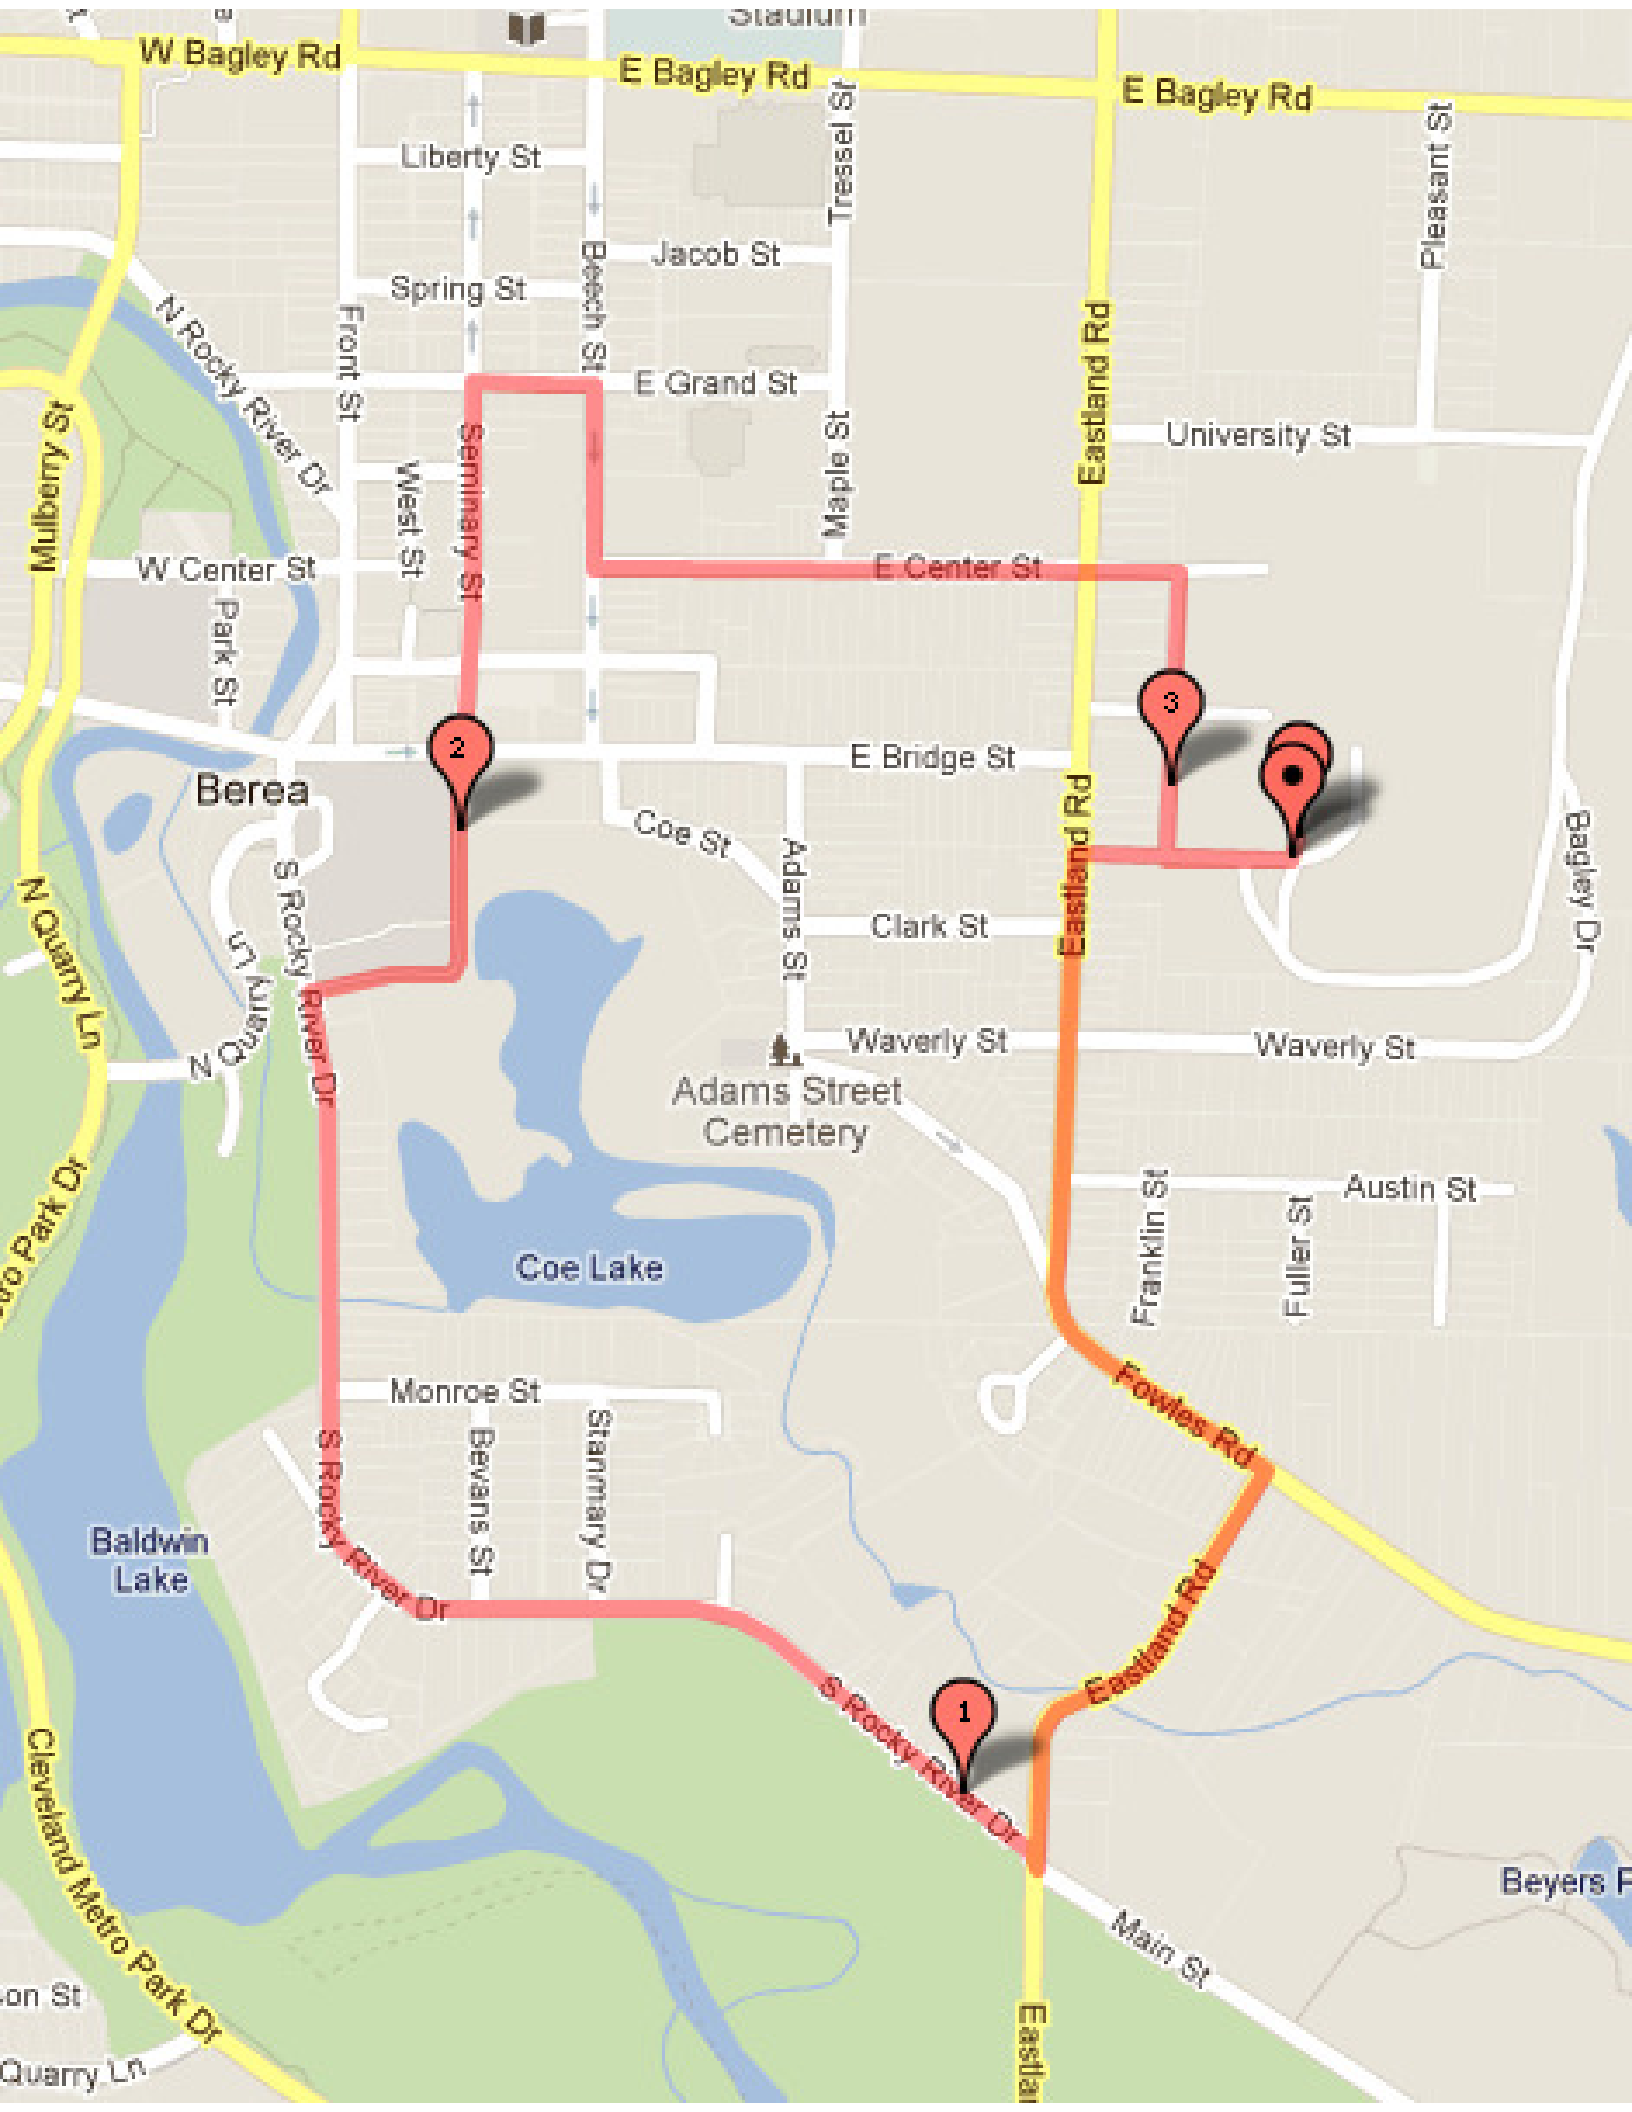 Stadium
W Bagley Rd
E Bagley Rd
E Bagley Rd
Liberty St
Tressel St
Pleasant St
Jacob St
Spring St
Beech St
N Rocky River Dr
Front St
Eastland Rd
E Grand St
Mulberry St
Seminary St
Maple St
University St
West St
W Center St
E Center St
Park St
3
2
E Bridge St
Berea
Eastland Rd
Coe St
Adams St
Bagley Dr
S Rocky River Dr
N Quarry Ln
N Quarry Ln
Clark St
Waverly St
Waverly St
Adams Street
Cemetery
Franklin St
Fuller St
Austin St
Park Dr
Coe Lake
Fowles Rd
Monroe St
Bevans St
Stanmary Dr
S Rocky River Dr
Baldwin
Lake
Eastland Rd
S Rocky River Dr
1
Cleveland Metro Park Dr
Beyers
Main St
St
Quarry Ln